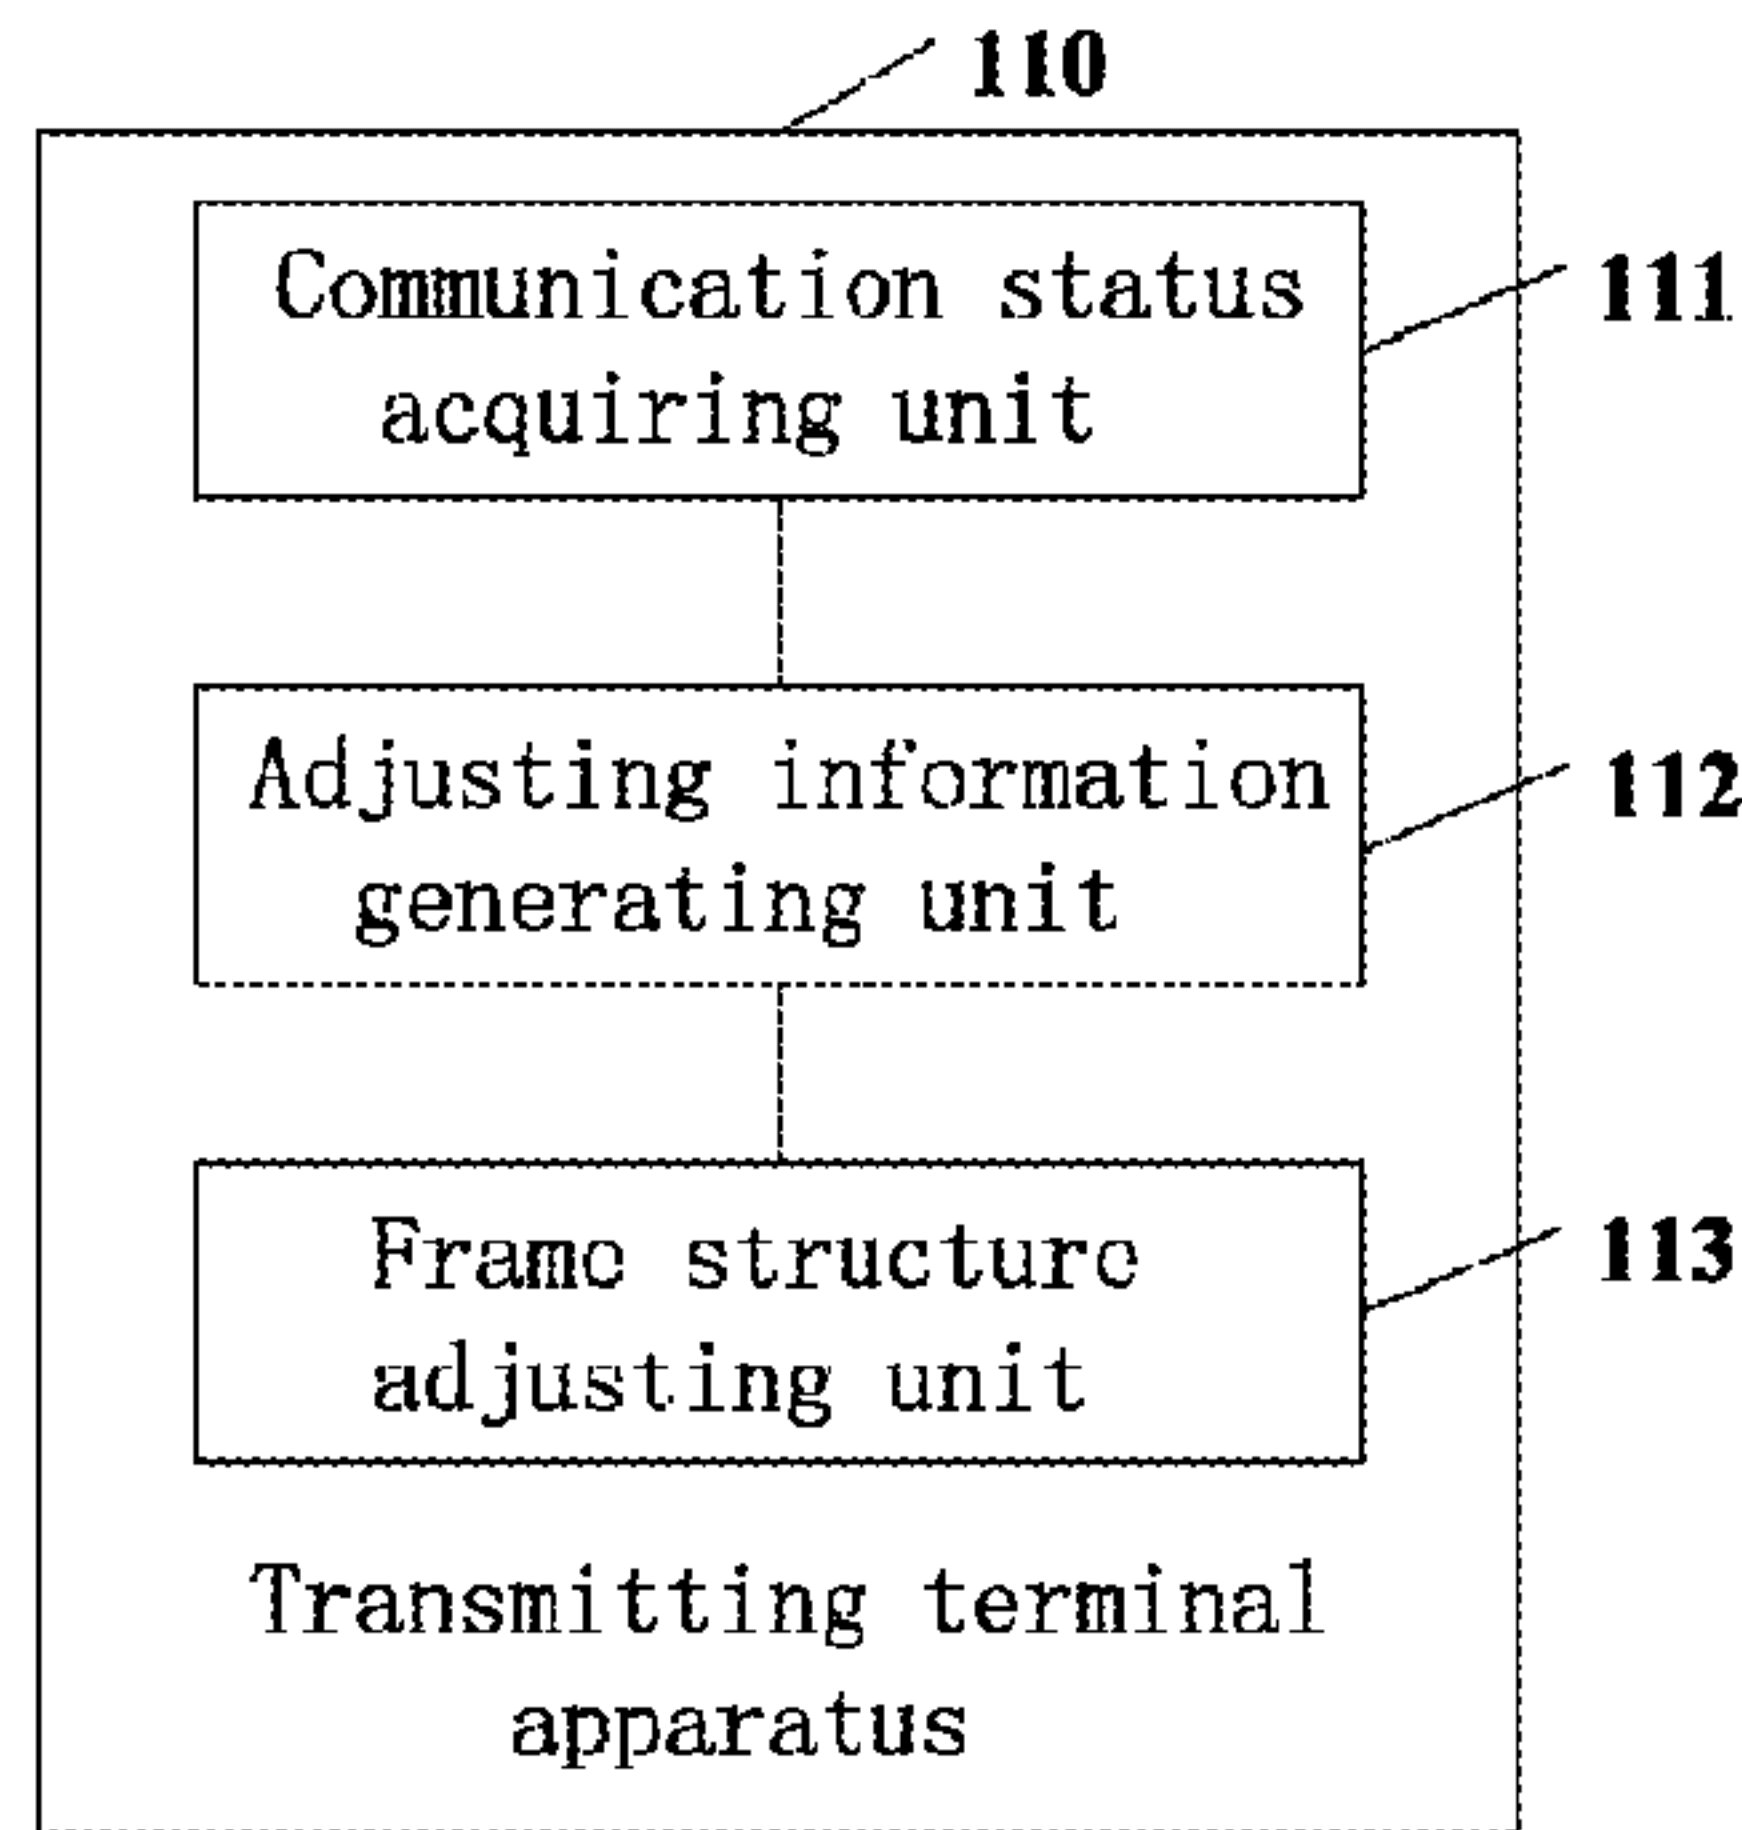 110
Communication status
acquiring unit
111
Adjusting information
generating unit
112
Frame structure
adjusting unit
113
Transmitting terminal
apparatus